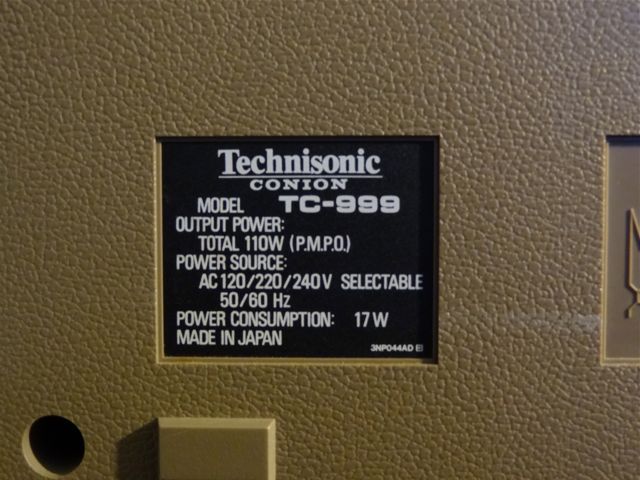 Technisonic
CONION
MODEL TC-999
OUTPUT POWER:
TOTAL 110W (P.M.P.O.)
POWER SOURCE:
AC 120/220/240V SELECTABLE
50/60 Hz
POWER CONSUMPTION: 17W
MADE IN JAPAN
3NP044AD